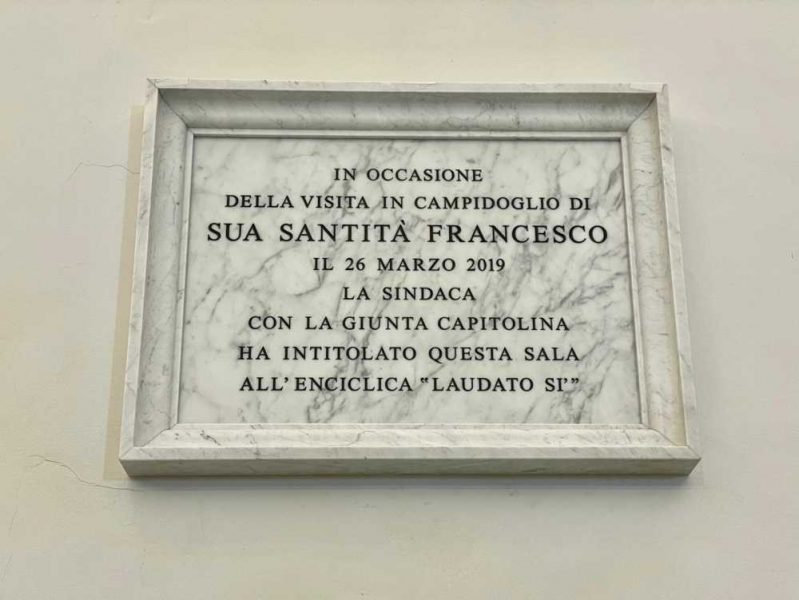 IN OCCASIONE
DELLA VISITA IN CAMPIDOGLIO DI
SUA SANTITÀ FRANCESCO
IL 26 MARZO 2019
LA SINDACA
CON LA GIUNTA CAPITOLINA
HA INTITOLATO QUESTA SALA
ALL'ENCICLICA "LAUDATO SI'"